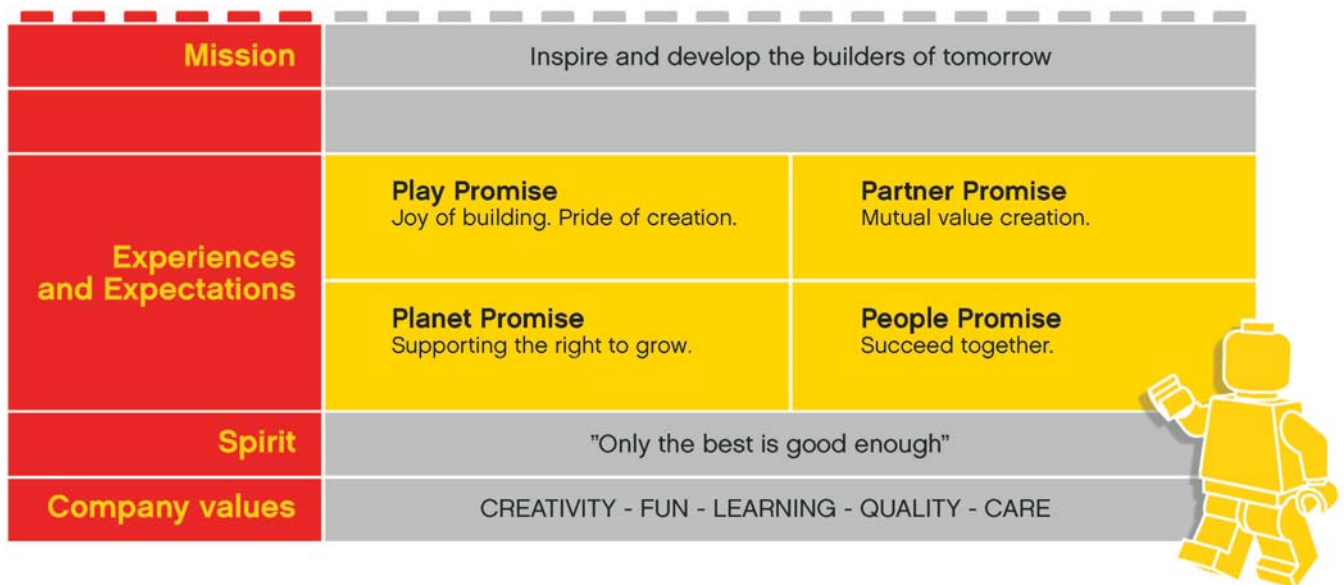 Mission
Inspire and develop the builders of tomorrow
Experiences
and Expectations
Play Promise
Joy of building. Pride of creation.
Partner Promise
Mutual value creation.
Planet Promise
Supporting the right to grow.
People Promise
Succeed together.
Spirit
”Only the best is good enough”
Company values
CREATIVITY - FUN - LEARNING - QUALITY - CARE